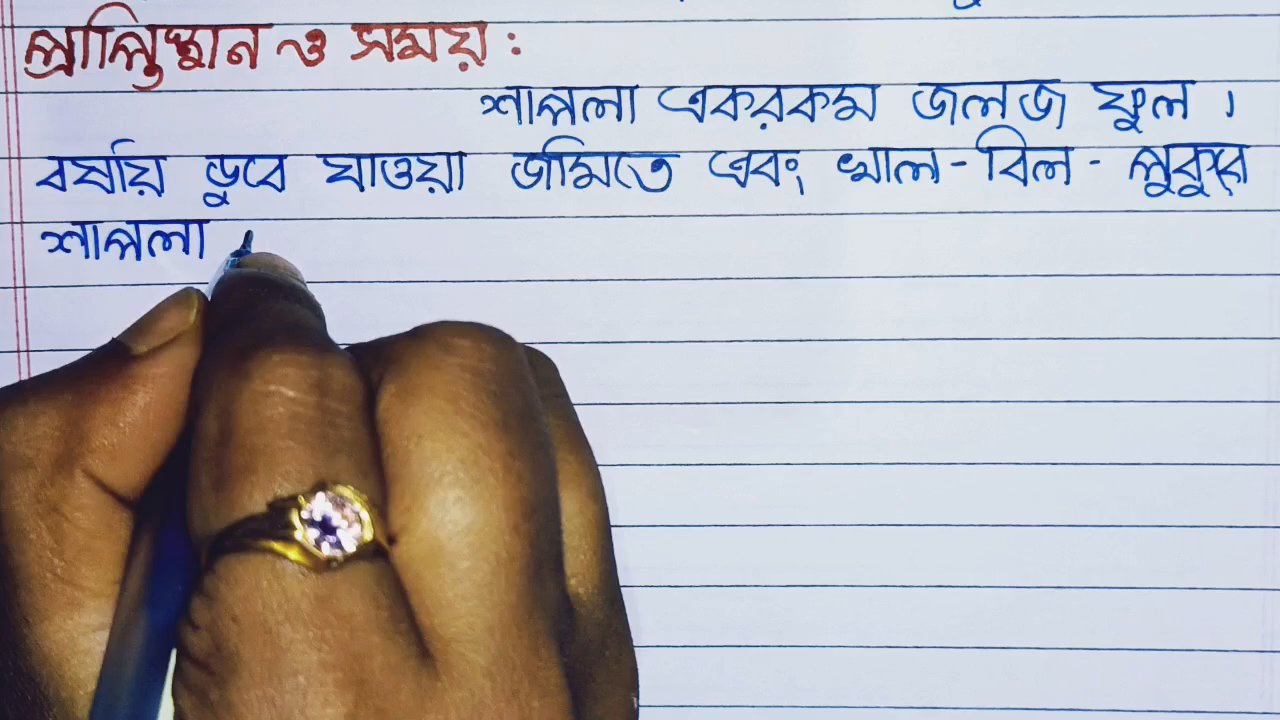 প্রাপ্তিস্থান ও সময়:
শাপলা একরকম জলজ ফুল।
বর্ষায় ডুবে যাওয়া জমিতে এবং খাল-বিল-পুকুরে
শাপলা